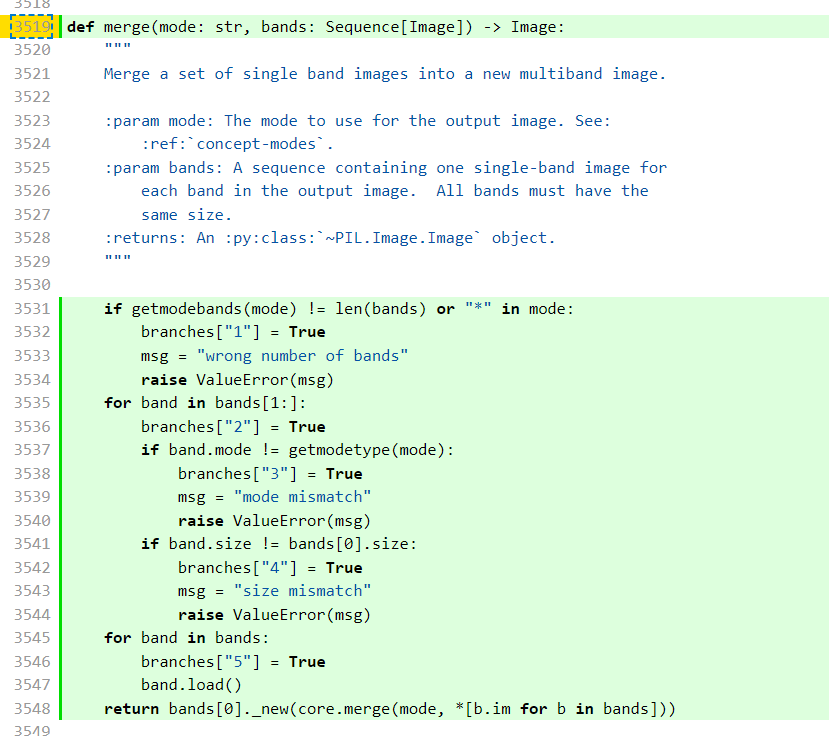 3518
3519 def merge(mode: str, bands: Sequence[Image]) -> Image:
3520     """
3521     Merge a set of single band images into a new multiband image.
3522
3523     :param mode: The mode to use for the output image. See:
3524         :ref:`concept-modes`.
3525     :param bands: A sequence containing one single-band image for
3526         each band in the output image.  All bands must have the
3527         same size.
3528     :returns: An :py:class:`~PIL.Image.Image` object.
3529     """
3530
3531     if getmodebands(mode) != len(bands) or "*" in mode:
3532         branches["1"] = True
3533         msg = "wrong number of bands"
3534         raise ValueError(msg)
3535     for band in bands[1:]:
3536         branches["2"] = True
3537         if band.mode != getmodetype(mode):
3538             branches["3"] = True
3539             msg = "mode mismatch"
3540             raise ValueError(msg)
3541         if band.size != bands[0].size:
3542             branches["4"] = True
3543             msg = "size mismatch"
3544             raise ValueError(msg)
3545     for band in bands:
3546         branches["5"] = True
3547         band.load()
3548     return bands[0]._new(core.merge(mode, *[b.im for b in bands]))
3549